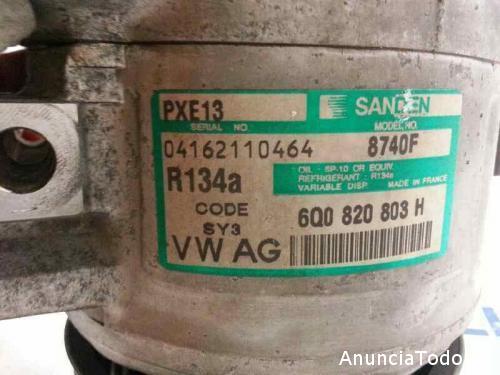 PXE13
SANDEN
SERIAL NO.
MODEL NO.
04162110464
8740F
R134a
OIL - SP-10 OR EQUIV.
REFRIGERANT : R134a
VARIABLE DISP. MADE IN FRANCE
CODE
SY3
6Q0 820 803 H
VW AG
AnunciaTodo